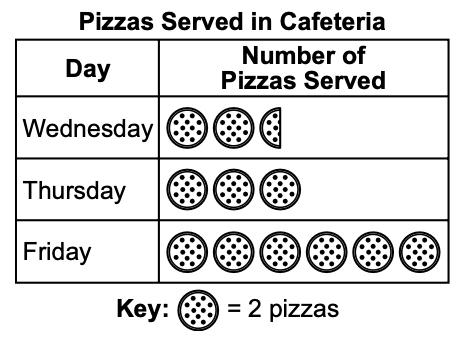 Pizzas Served in Cafeteria
Day
Number of
Pizzas Served
Wednesday
Thursday
Friday
Key: = 2 pizzas